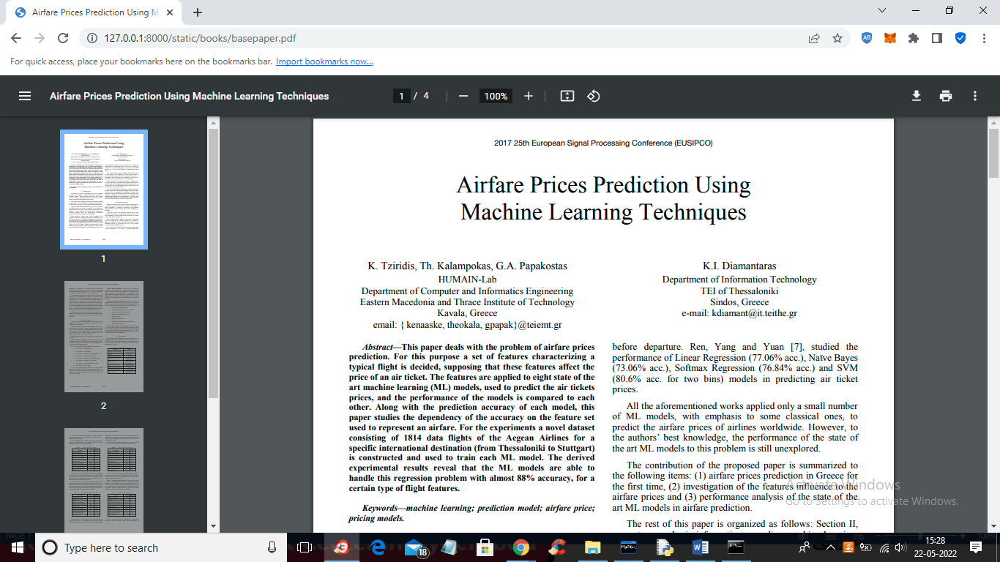 Airfare Prices Prediction Using M
127.0.0.1:8000/static/books/basepaper.pdf
AB
For quick access, place your bookmarks here on the bookmarks bar. Import bookmarks now...
Airfare Prices Prediction Using Machine Learning Techniques
1 / 4
100%
1
2
2017 25th European Signal Processing Conference (EUSIPCO)
Airfare Prices Prediction Using
Machine Learning Techniques
K. Tziridis, Th. Kalampokas, G.A. Papakostas
HUMAIN-Lab
Department of Computer and Informatics Engineering
Eastern Macedonia and Thrace Institute of Technology
Kavala, Greece
email: { kenaaske, theokala, gpapak}@teiemt.gr
K.I. Diamantaras
Department of Information Technology
TEI of Thessaloniki
Sindos, Greece
e-mail: kdiamant@it.teithe.gr
Abstract—This paper deals with the problem of airfare prices
prediction. For this purpose a set of features characterizing a
typical flight is decided, supposing that these features affect the
price of an air ticket. The features are applied to eight state of the
art machine learning (ML) models, used to predict the air tickets
prices, and the performance of the models is compared to each
other. Along with the prediction accuracy of each model, this
paper studies the dependency of the accuracy on the feature set
used to represent an airfare. For the experiments a novel dataset
consisting of 1814 data flights of the Aegean Airlines for a
specific international destination (from Thessaloniki to Stuttgart)
is constructed and used to train each ML model. The derived
experimental results reveal that the ML models are able to
handle this regression problem with almost 88% accuracy, for a
certain type of flight features.
Keywords—machine learning; prediction model; airfare price;
pricing models.
before departure. Ren, Yang and Yuan [7], studied the
performance of Linear Regression (77.06% acc.), Naïve Bayes
(73.06% acc.), Softmax Regression (76.84% acc.) and SVM
(80.6% acc. for two bins) models in predicting air ticket
prices.
All the aforementioned works applied only a small number
of ML models, with emphasis to some classical ones, to
predict the airfare prices of airlines worldwide. However, to
the authors' best knowledge, the performance of the state of
the art ML models to this problem is still unexplored.
The contribution of the proposed paper is summarized to
the following items: (1) airfare prices prediction in Greece for
the first time, (2) investigation of the features influence to the
airfare prices and (3) performance analysis of the state of the
art ML models in airfare prediction.
The rest of this paper is organized as follows: Section II,
Activate Windows
Go to Settings to activate Windows.
PAGE 7
100%
Type here to search
18
15:28
22-05-2022